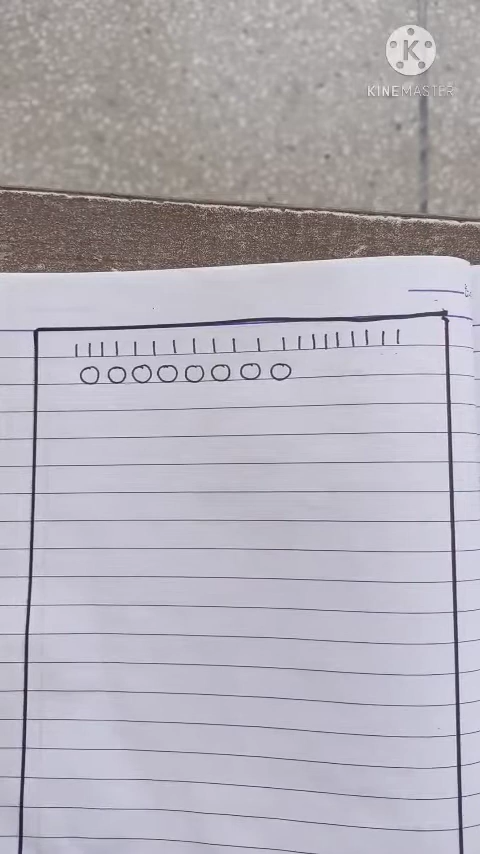 K
KINEMASTER
| | | | | | | | | | | | | | | | | | | |
O O O O O O O O